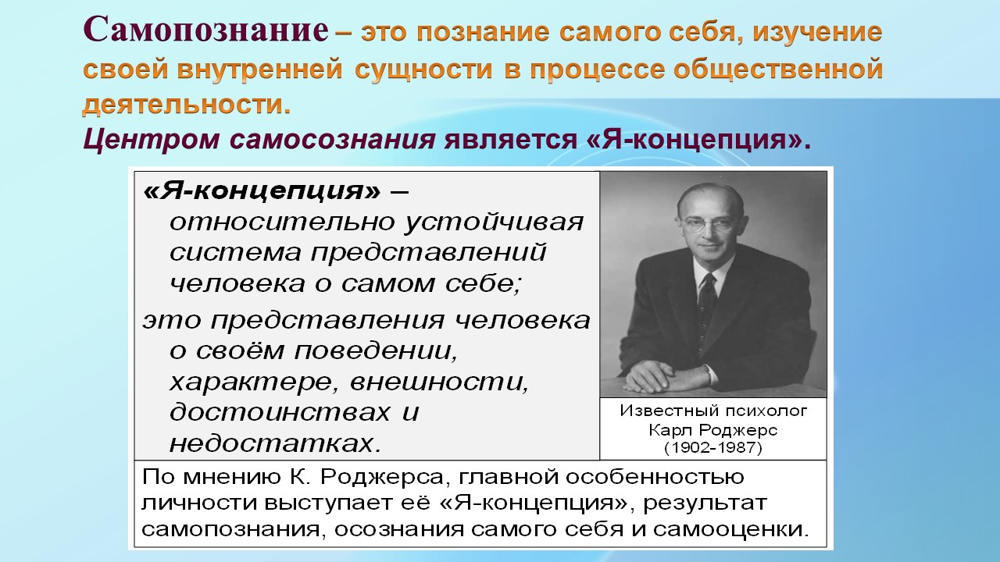 Самопознание – это познание самого себя, изучение
своей внутренней сущности в процессе общественной
деятельности.
Центром самосознания является «Я-концепция».
«Я-концепция» –
относительно устойчивая
система представлений
человека о самом себе;
это представления человека
о своём поведении,
характере, внешности,
достоинствах и
недостатках.
Известный психолог
Карл Роджерс
(1902-1987)
По мнению К. Роджерса, главной особенностью
личности выступает её «Я-концепция», результат
самопознания, осознания самого себя и самооценки.